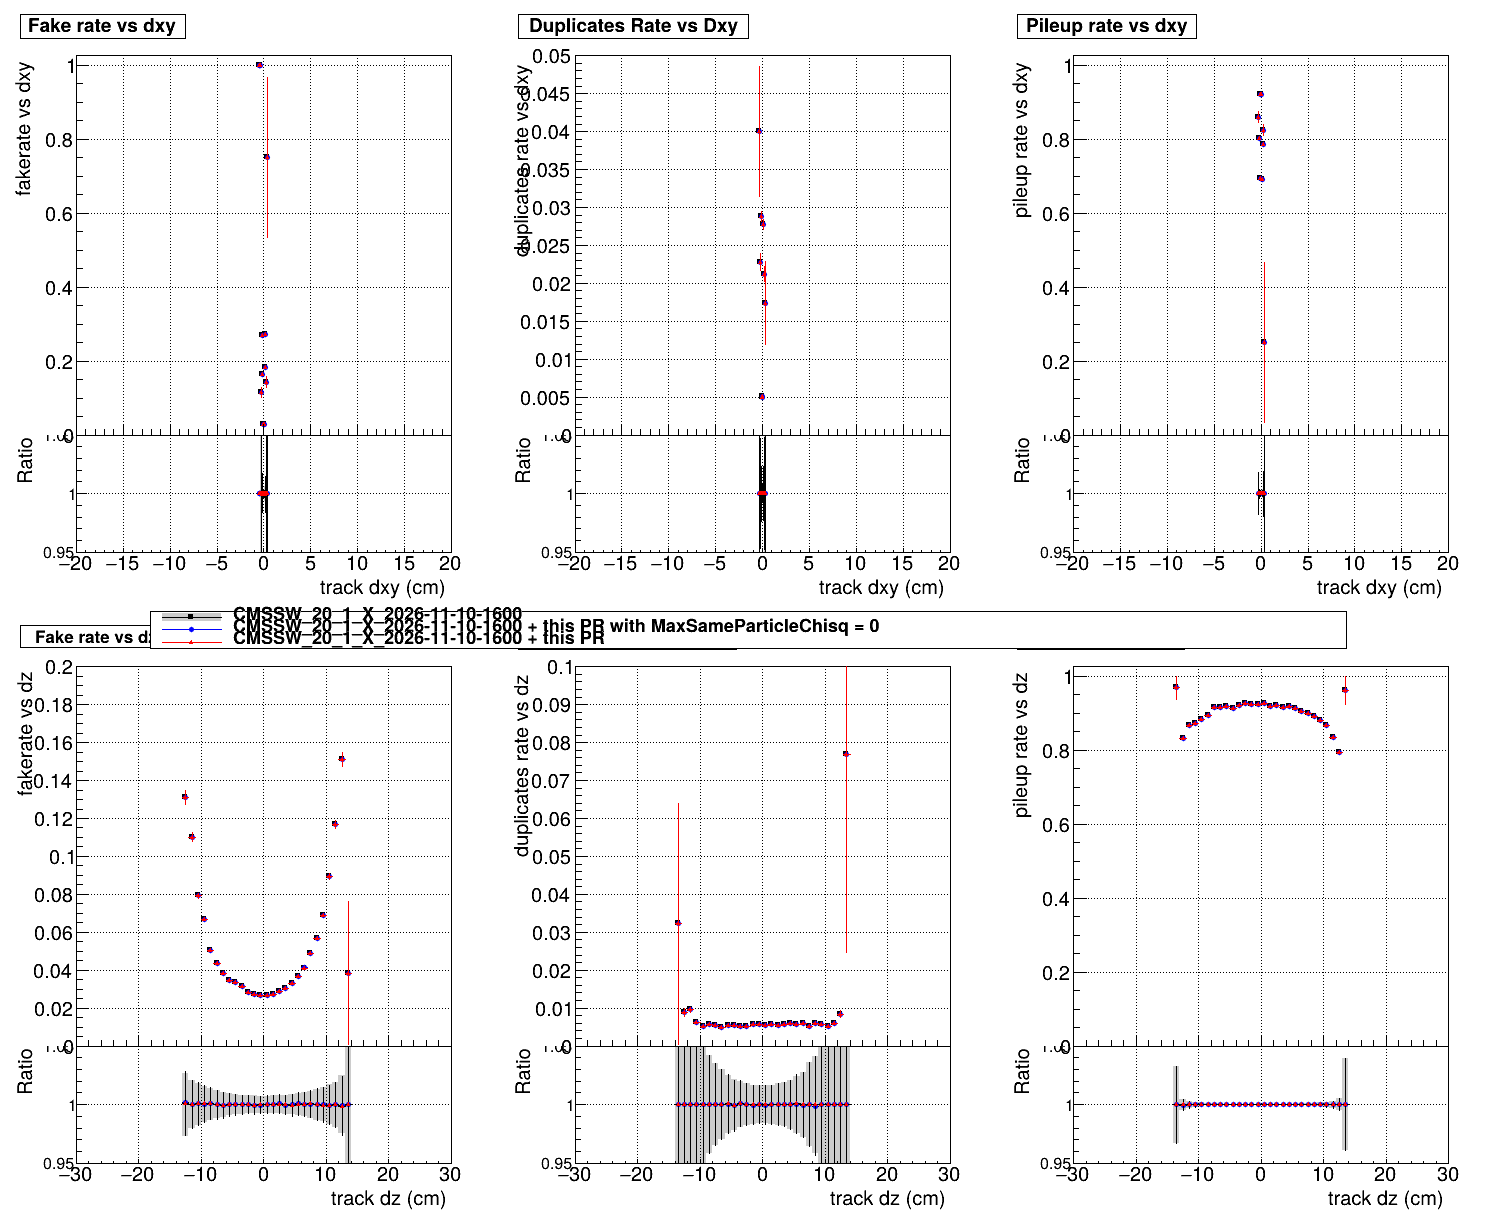 Fake rate vs dxy
Duplicates Rate vs Dxy
Pileup rate vs dxy
fakerate vs dxy
1
0.8
0.6
0.4
0.2
0
Ratio
1
0.95
−20 −15 −10 −5 0 5 10 15 20
track dxy (cm)
duplicates rate vs dxy
0.05
0.045
0.04
0.035
0.03
0.025
0.02
0.015
0.01
0.005
0
Ratio
1
0.95
−20 −15 −10 −5 0 5 10 15 20
track dxy (cm)
pileup rate vs dxy
1
0.8
0.6
0.4
0.2
0
Ratio
1
0.95
−20 −15 −10 −5 0 5 10 15 20
track dxy (cm)
CMSSW_20_1_X_2026-11-10-1600
CMSSW_20_1_X_2026-11-10-1600 + this PR with MaxSameParticleChisq = 0
CMSSW_20_1_X_2026-11-10-1600 + this PR
Fake rate vs
fakerate vs dz
0.2
0.18
0.16
0.14
0.12
0.1
0.08
0.06
0.04
0.02
0
Ratio
1
0.95
−30 −20 −10 0 10 20 30
track dz (cm)
duplicates rate vs dz
0.1
0.09
0.08
0.07
0.06
0.05
0.04
0.03
0.02
0.01
0
Ratio
1
0.95
−30 −20 −10 0 10 20 30
track dz (cm)
pileup rate vs dz
1
0.8
0.6
0.4
0.2
0
Ratio
1
0.95
−30 −20 −10 0 10 20 30
track dz (cm)